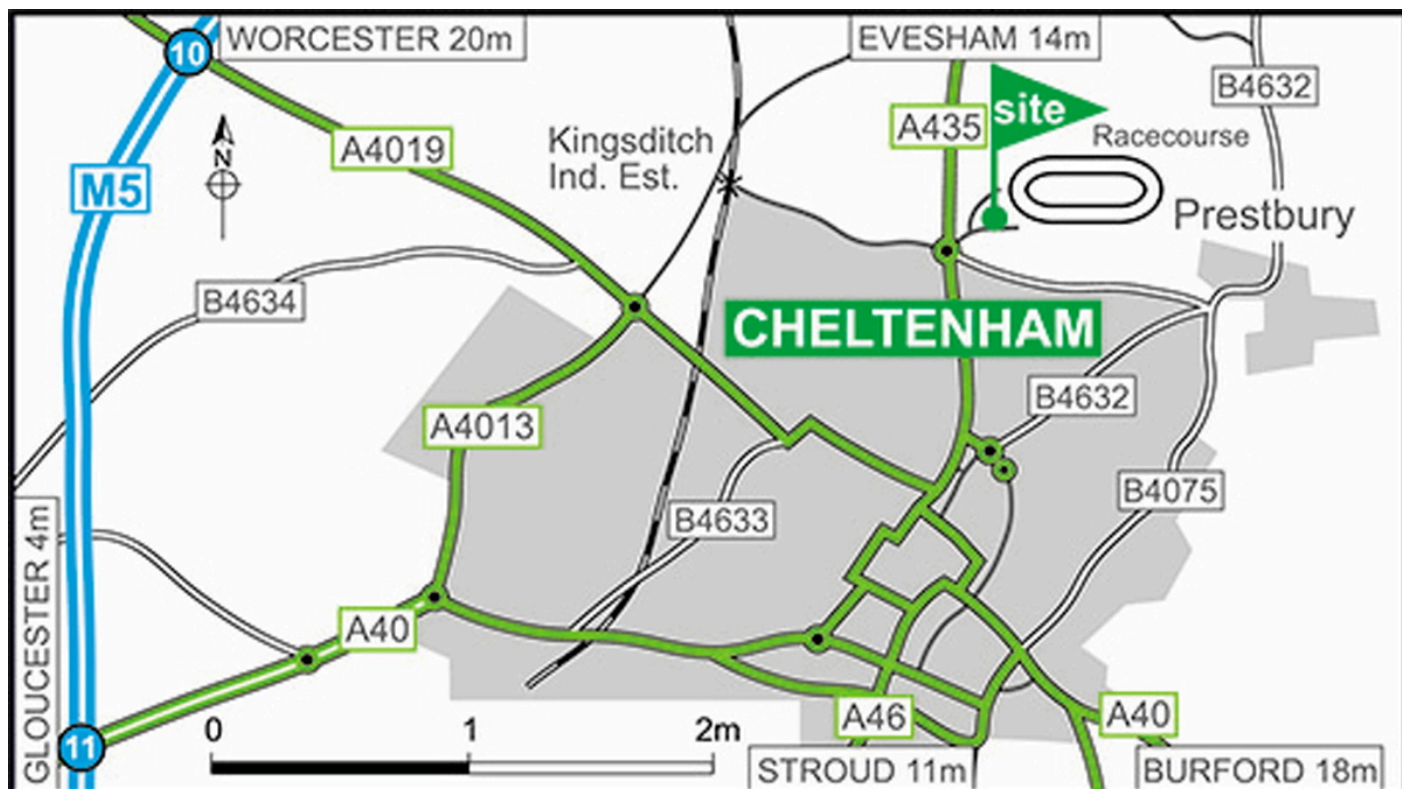 10
WORCESTER 20m
EVESHAM 14m
B4632
site
A435
Racecourse
A4019
Kingsditch
Ind. Est.
N
M5
Prestbury
B4634
CHELTENHAM
B4632
A4013
B4075
B4633
GLOUCESTER 4m
A40
A46
A40
11
0 1 2m
STROUD 11m
BURFORD 18m